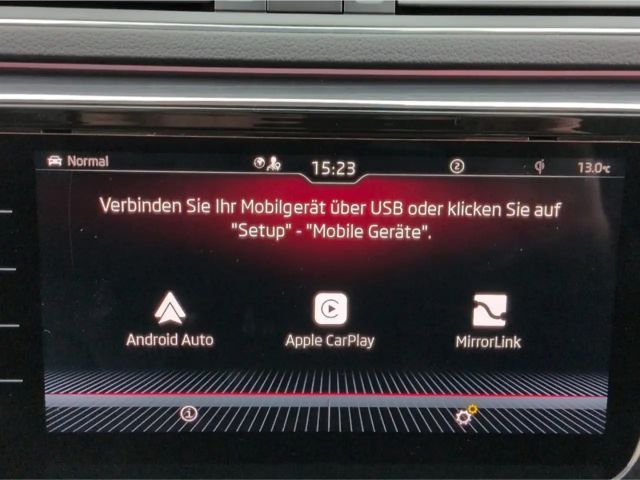 Normal
15:23
2
13.0°C
Verbinden Sie Ihr Mobilgerät über USB oder klicken Sie auf
"Setup" - "Mobile Geräte".
Android Auto
Apple CarPlay
MirrorLink